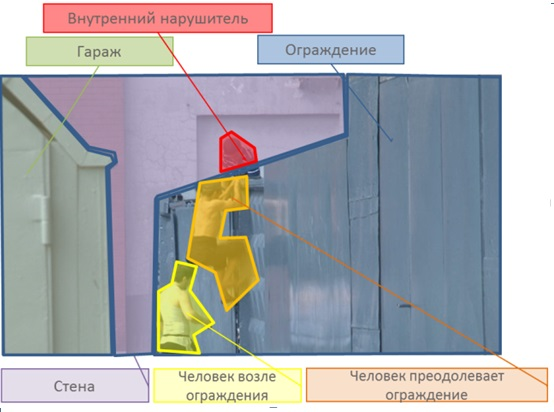 Внутренний нарушитель
Гараж
Ограждение
Стена
Человек возле
ограждения
Человек преодолевает
ограждение